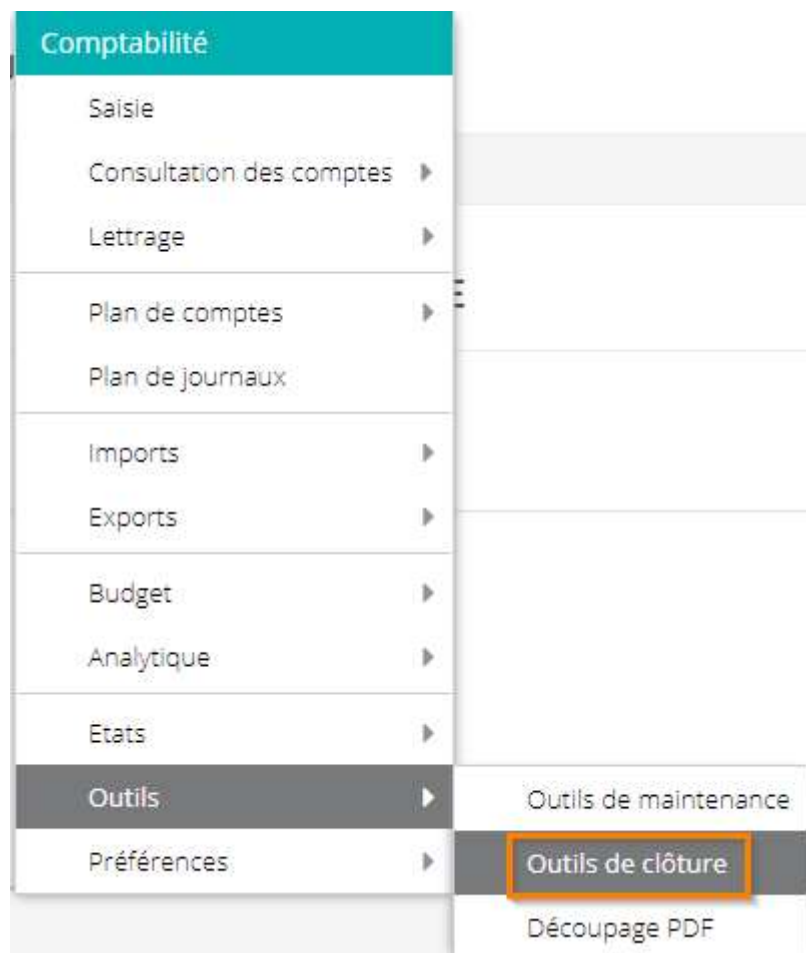 Comptabilité
Saisie
Consultation des comptes
Lettrage
Plan de comptes
Plan de journaux
Imports
Exports
Budget
Analytique
Etats
Outils
Outils de maintenance
Préférences
Outils de clôture
Découpage PDF